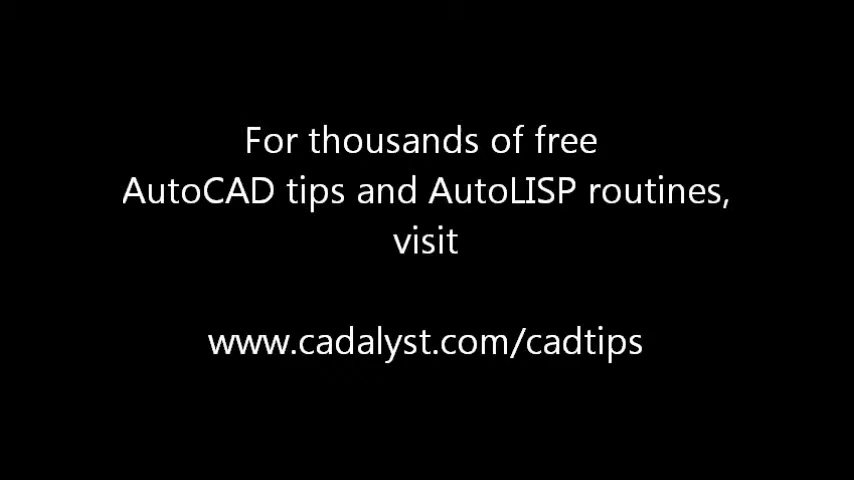 For thousands of free
AutoCAD tips and AutoLISP routines,
visit
www.cadalyst.com/cadtips